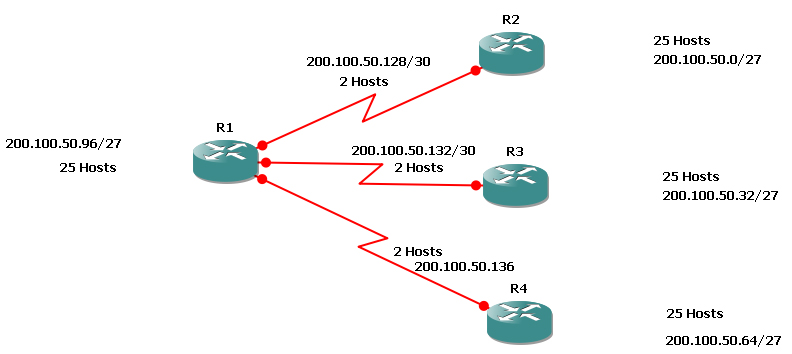 R2
25 Hosts
200.100.50.0/27
200.100.50.128/30
2 Hosts
R1
200.100.50.96/27
25 Hosts
200.100.50.132/30
2 Hosts
R3
25 Hosts
200.100.50.32/27
2 Hosts
200.100.50.136
R4
25 Hosts
200.100.50.64/27